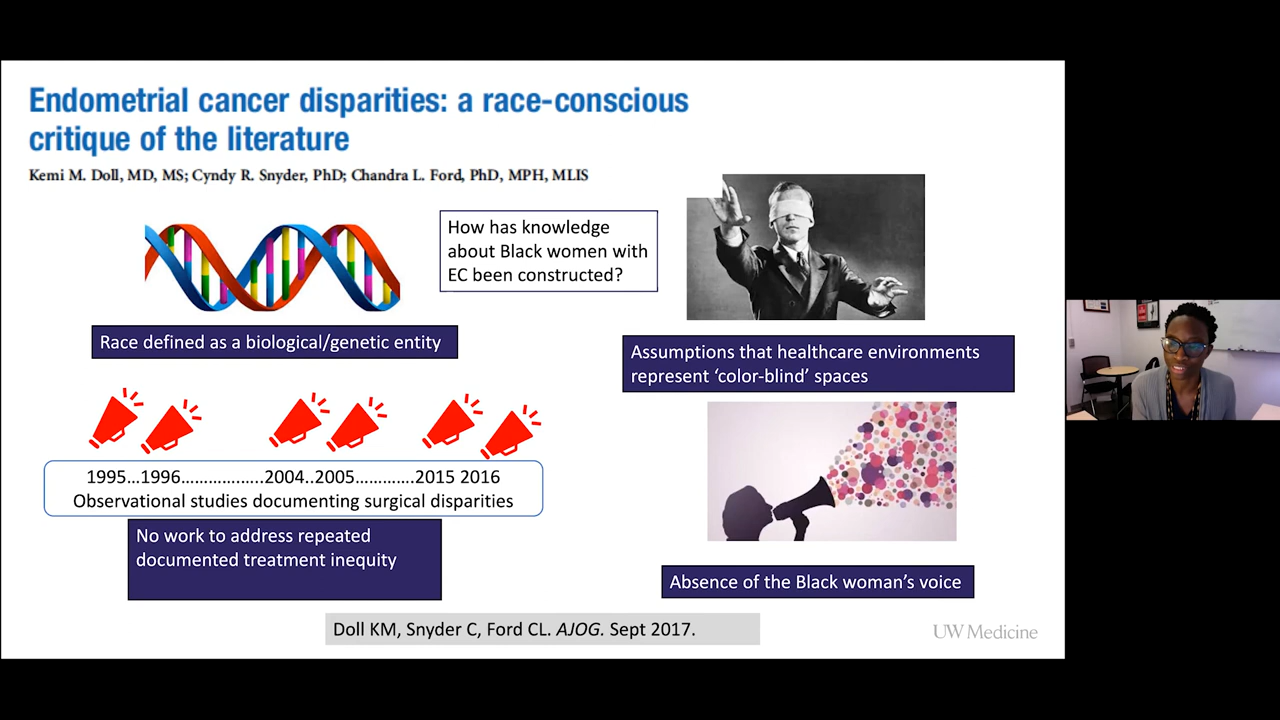 Endometrial cancer disparities: a race-conscious
critique of the literature
Kemi M. Doll, MD, MS; Cyndy R. Snyder, PhD; Chandra L. Ford, PhD, MPH, MLIS
How has knowledge
about Black women with
EC been constructed?
Race defined as a biological/genetic entity
Assumptions that healthcare environments
represent ‘color-blind’ spaces
1995...1996..................2004..2005.............2015 2016
Observational studies documenting surgical disparities
No work to address repeated
documented treatment inequity
Absence of the Black woman’s voice
Doll KM, Snyder C, Ford CL. AJOG. Sept 2017.
UW Medicine